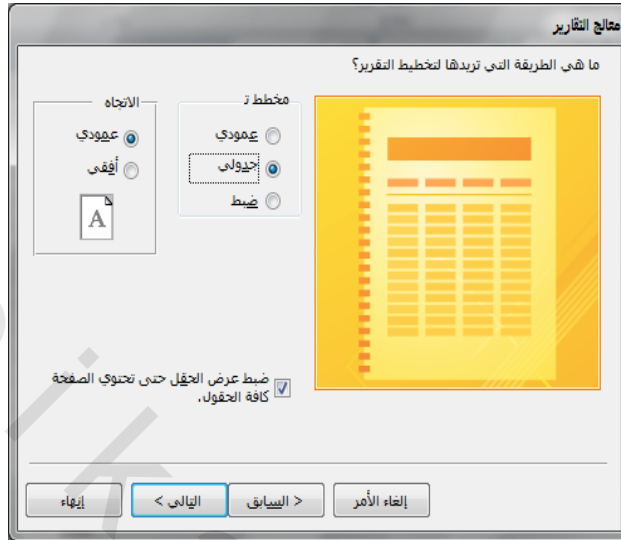 معالج التقارير
ما هي الطريقة التي تريدها لتخطيط التقرير؟
مخطط ت
عمودي
جدولي
ضبط
الاتجاه
عمودي
أفقي
A
ضبط عرض الحقل حتى تحتوي الصفحة
كافة الحقول.
إلغاء الأمر
< السابق
التالي >
إنهاء